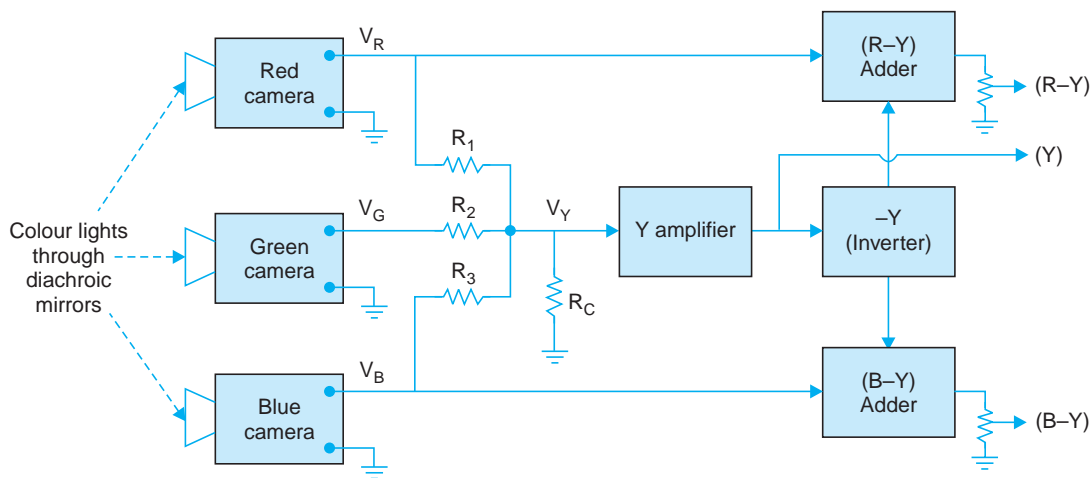 Colour lights
through
diachroic
mirrors
Red
camera
V_R
R_1
(R–Y)
Adder
(R–Y)
(Y)
Green
camera
V_G
R_2
V_Y
Y amplifier
–Y
(Inverter)
R_3
R_C
Blue
camera
V_B
(B–Y)
Adder
(B–Y)